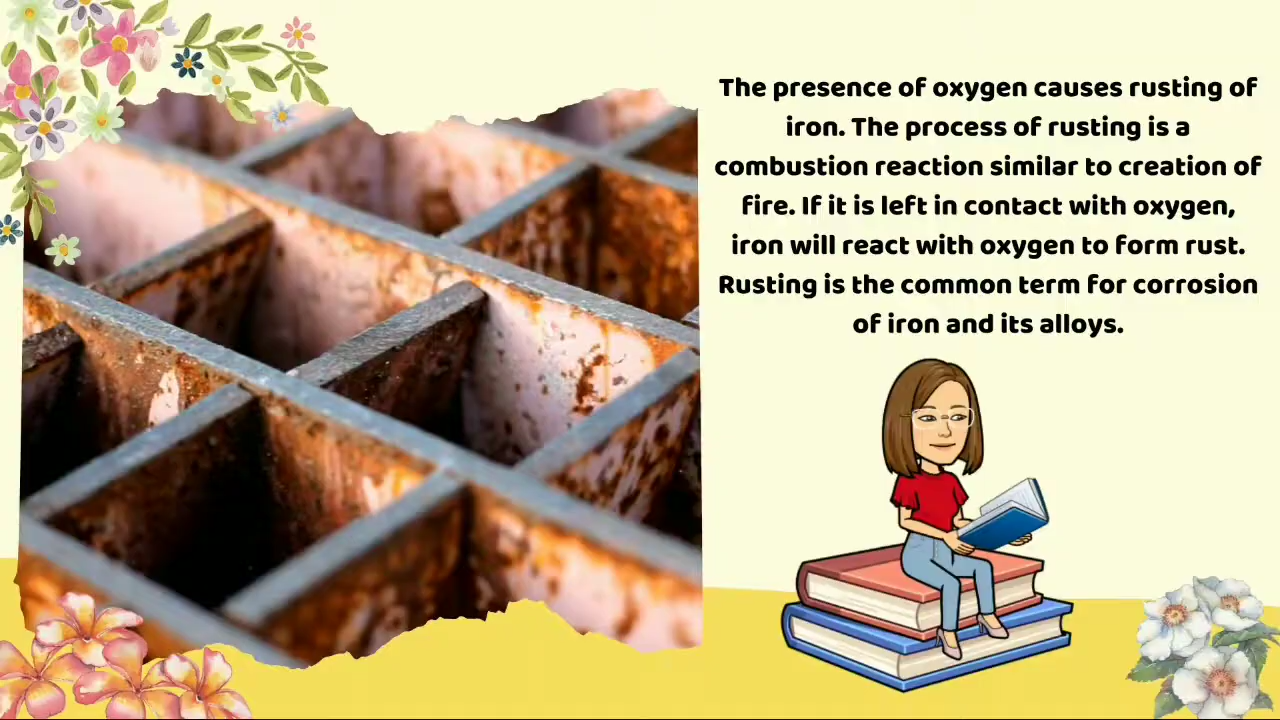 The presence of oxygen causes rusting of
iron. The process of rusting is a
combustion reaction similar to creation of
fire. If it is left in contact with oxygen,
iron will react with oxygen to form rust.
Rusting is the common term for corrosion
of iron and its alloys.